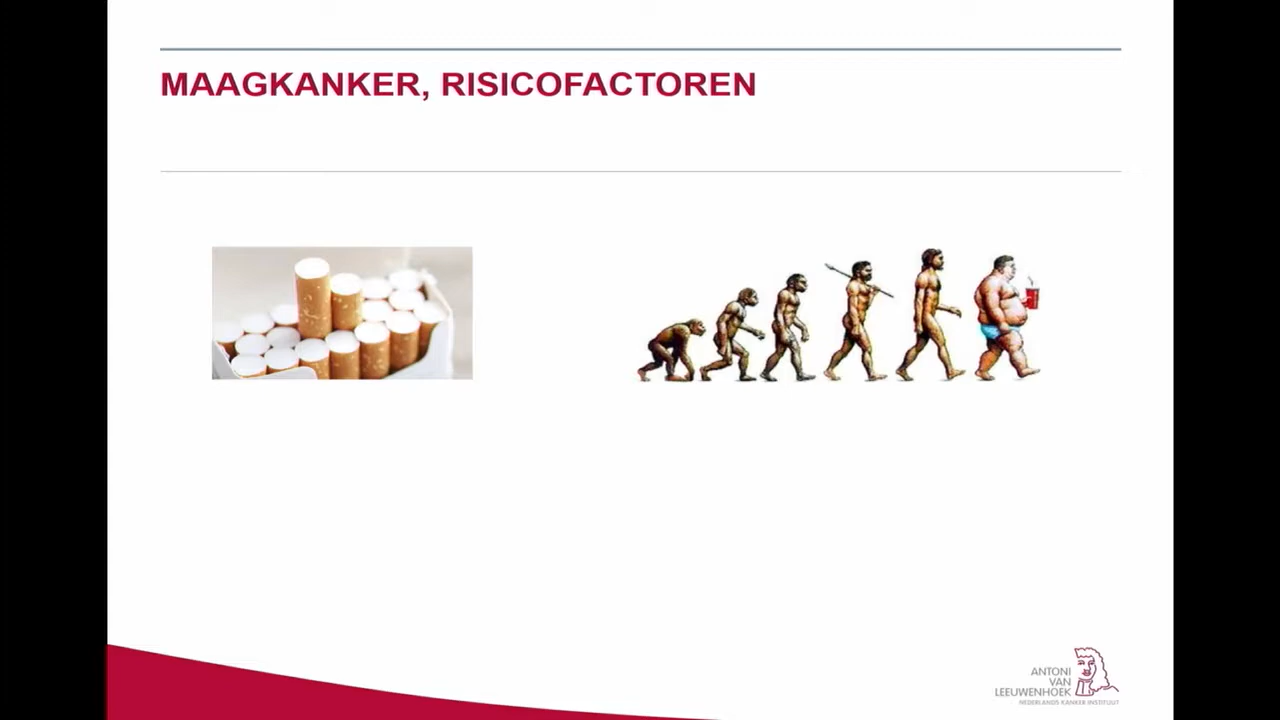 MAAGKANKER, RISICOFACTOREN
ANTONI
VAN
LEEUWENHOEK
NEDERLANDS KANKER INSTITUUT